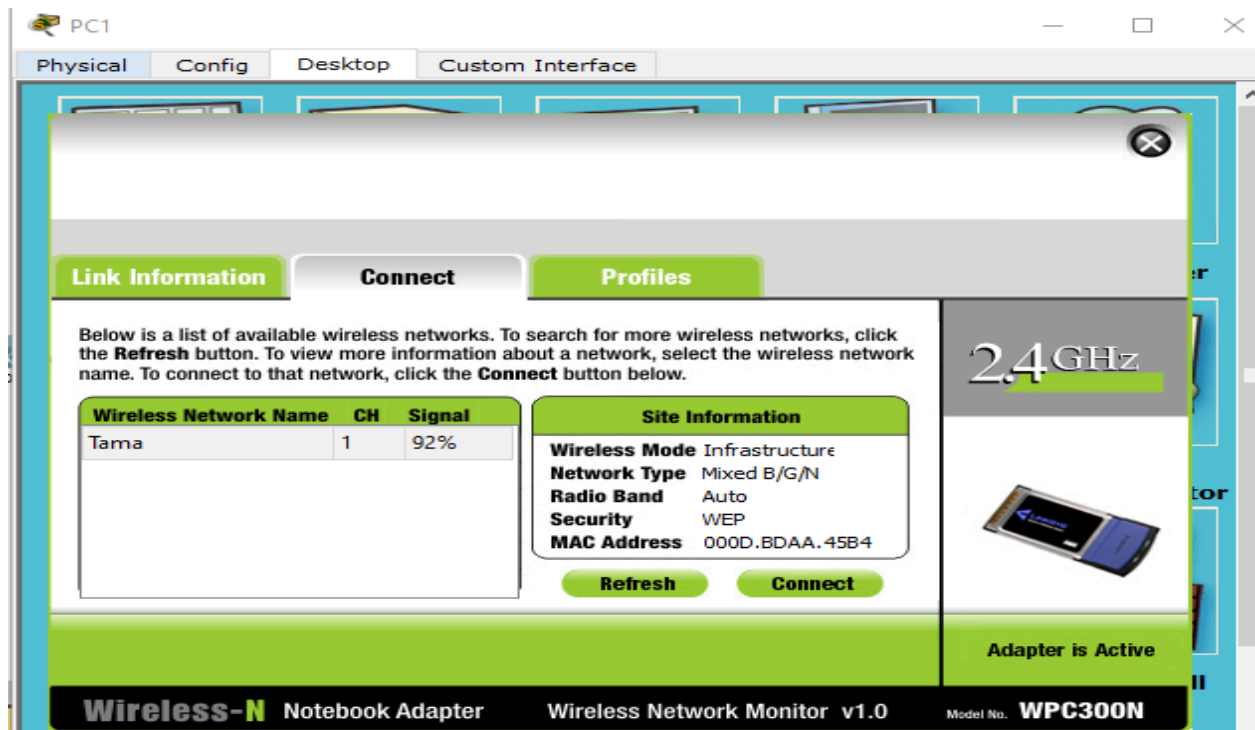 PC1
Physical Config Desktop Custom Interface
Link Information Connect Profiles
Below is a list of available wireless networks. To search for more wireless networks, click
the Refresh button. To view more information about a network, select the wireless network
name. To connect to that network, click the Connect button below.
2.4GHz
Wireless Network Name CH Signal
Tama 1 92%
Site Information
Wireless Mode Infrastructure
Network Type Mixed B/G/N
Radio Band Auto
Security WEP
MAC Address 000D.BDAA.45B4
Refresh Connect
LINKSYS
Adapter is Active
Wireless-N Notebook Adapter Wireless Network Monitor v1.0 Model No. WPC300N